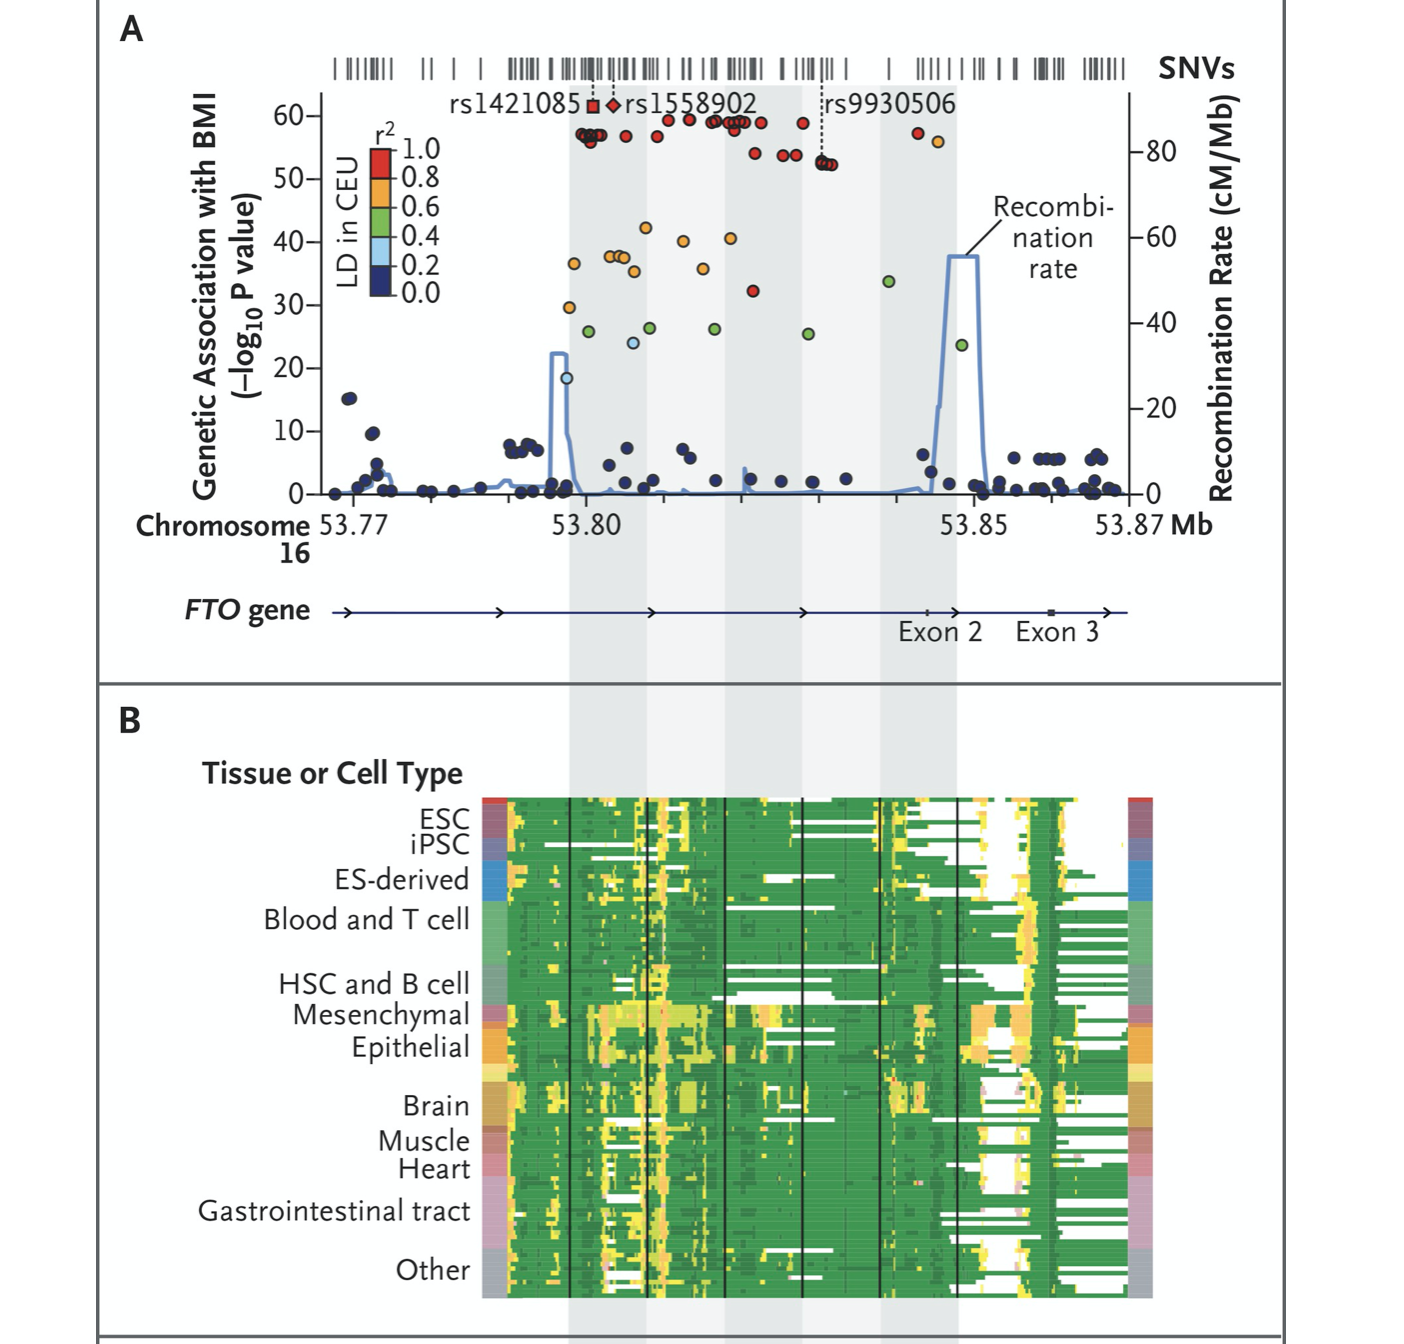 A
SNVs
rs1421085 rs1558902 rs9930506
Genetic Association with BMI
(–log10 P value)
60
50
40
30
20
10
0
LD in CEU
r2
1.0
0.8
0.6
0.4
0.2
0.0
Recombi-
nation
rate
80
60
40
20
0
Recombination Rate (cM/Mb)
Chromosome
16
53.77 53.80 53.85 53.87 Mb
FTO gene
Exon 2 Exon 3
B
Tissue or Cell Type
ESC
iPSC
ES-derived
Blood and T cell
HSC and B cell
Mesenchymal
Epithelial
Brain
Muscle
Heart
Gastrointestinal tract
Other